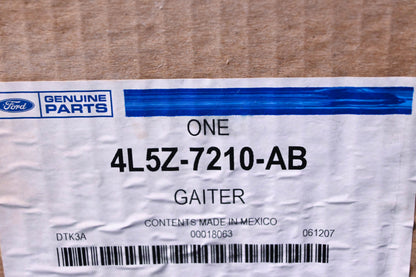 Ford
GENUINE
PARTS
ONE
4L5Z-7210-AB
GAITER
CONTENTS MADE IN MEXICO
DTK3A 00018063 061207